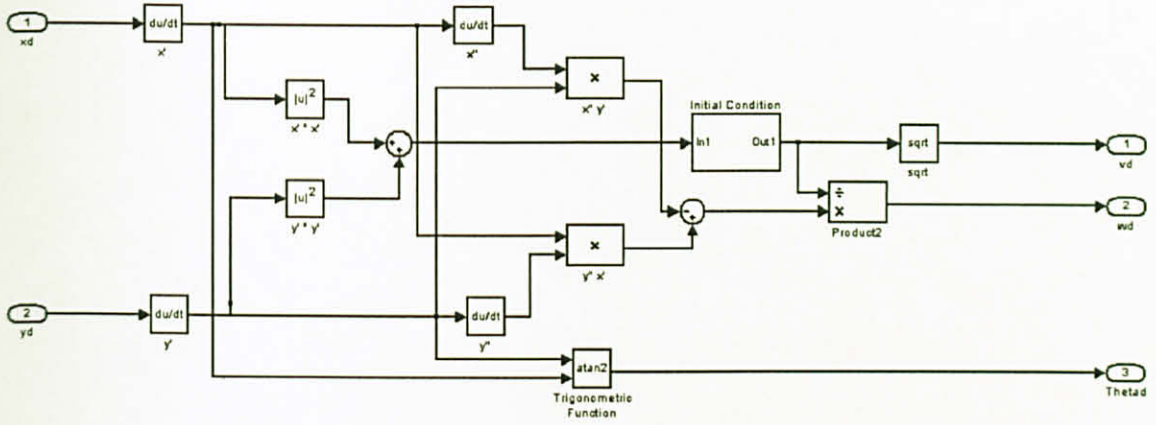 1
xd
du/dt
x'
du/dt
x"
|u|2
x' * x'
×
x" y'
Initial Condition
In1
Out1
sqrt
sqrt
1
vd
|u|2
y' * y'
÷
×
Product2
2
wd
×
y" x'
2
yd
du/dt
y'
du/dt
y"
atan2
Trigonometric
Function
3
Thetad